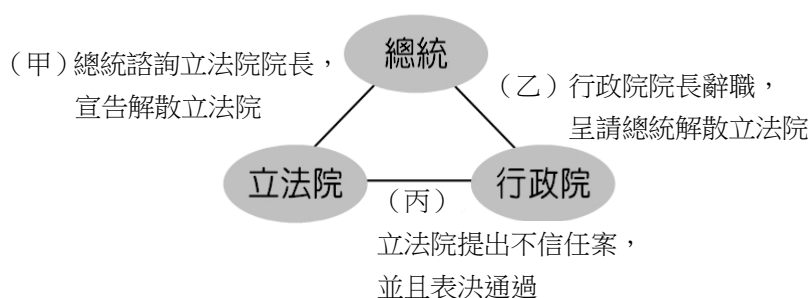 總統
（甲）總統諮詢立法院院長，
宣告解散立法院
（乙）行政院院長辭職，
呈請總統解散立法院
立法院
行政院
（丙）
立法院提出不信任案，
並且表決通過